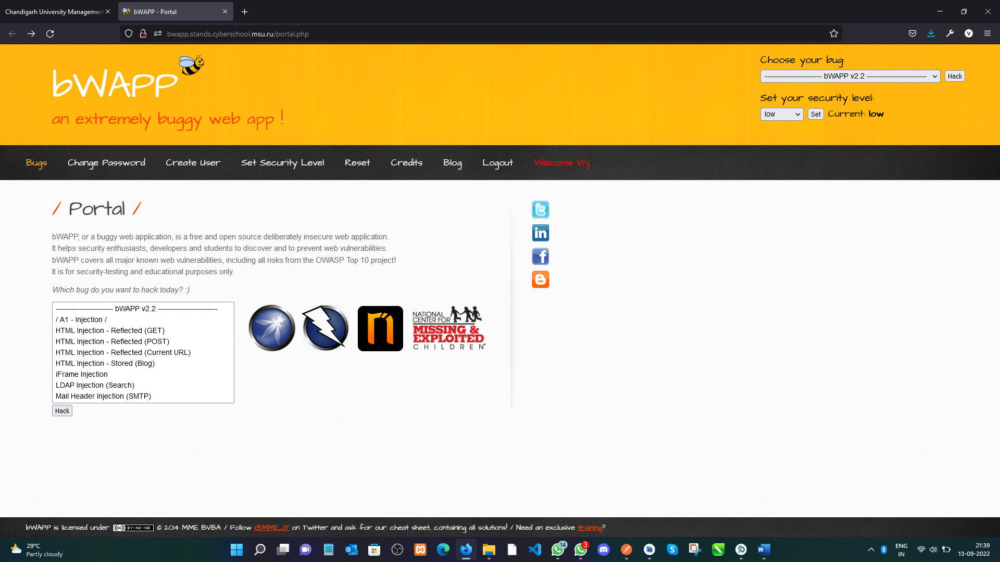 Chandigarh University Management
bWAPP - Portal
bwapp.stands.cyberschool.msu.ru/portal.php
bWAPP
an extremely buggy web app !
Choose your bug:
---------------------- bWAPP v2.2 -----------------------
Hack
Set your security level:
low
Set
Current: low
Bugs
Change Password
Create User
Set Security Level
Reset
Credits
Blog
Logout
Welcome Vnj
/ Portal /
bWAPP, or a buggy web application, is a free and open source deliberately insecure web application.
It helps security enthusiasts, developers and students to discover and to prevent web vulnerabilities.
bWAPP covers all major known web vulnerabilities, including all risks from the OWASP Top 10 project!
It is for security-testing and educational purposes only.
Which bug do you want to hack today? :)
---------------------- bWAPP v2.2 -----------------------
/ A1 - Injection /
HTML Injection - Reflected (GET)
HTML Injection - Reflected (POST)
HTML Injection - Reflected (Current URL)
HTML Injection - Stored (Blog)
iFrame Injection
LDAP Injection (Search)
Mail Header Injection (SMTP)
Hack
NATIONAL
CENTER FOR
MISSING &
EXPLOITED
CHILDREN
bWAPP is licensed under (cc) BY-NC-ND © 2014 MME BVBA / Follow @MME_IT on Twitter and ask for our cheat sheet, containing all solutions! / Need an exclusive training?
29°C
Partly cloudy
14
3
ENG
IN
21:39
13-09-2022